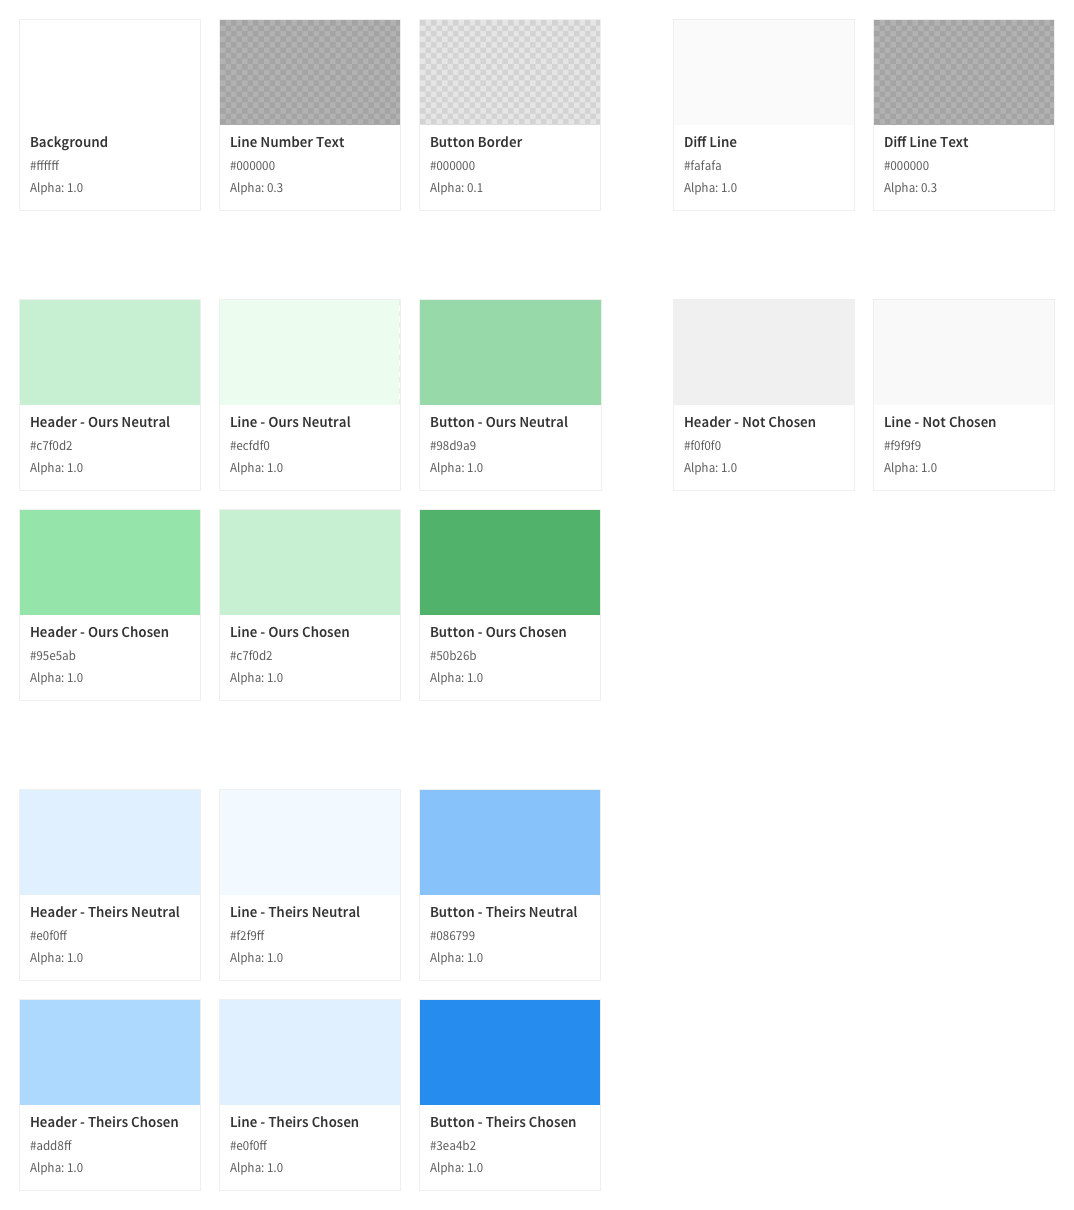 Background
#ffffff
Alpha: 1.0
Line Number Text
#000000
Alpha: 0.3
Button Border
#000000
Alpha: 0.1
Diff Line
#fafafa
Alpha: 1.0
Diff Line Text
#000000
Alpha: 0.3
Header - Ours Neutral
#c7f0d2
Alpha: 1.0
Line - Ours Neutral
#ecfdf0
Alpha: 1.0
Button - Ours Neutral
#98d9a9
Alpha: 1.0
Header - Not Chosen
#f0f0f0
Alpha: 1.0
Line - Not Chosen
#f9f9f9
Alpha: 1.0
Header - Ours Chosen
#95e5ab
Alpha: 1.0
Line - Ours Chosen
#c7f0d2
Alpha: 1.0
Button - Ours Chosen
#50b26b
Alpha: 1.0
Header - Theirs Neutral
#e0f0ff
Alpha: 1.0
Line - Theirs Neutral
#f2f9ff
Alpha: 1.0
Button - Theirs Neutral
#086799
Alpha: 1.0
Header - Theirs Chosen
#add8ff
Alpha: 1.0
Line - Theirs Chosen
#e0f0ff
Alpha: 1.0
Button - Theirs Chosen
#3ea4b2
Alpha: 1.0